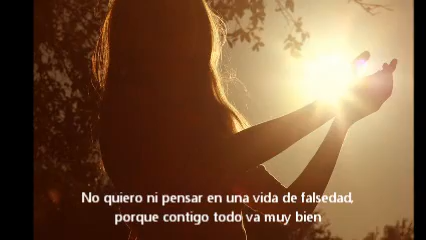 No quiero ni pensar en una vida de falsedad,
porque contigo todo va muy bien